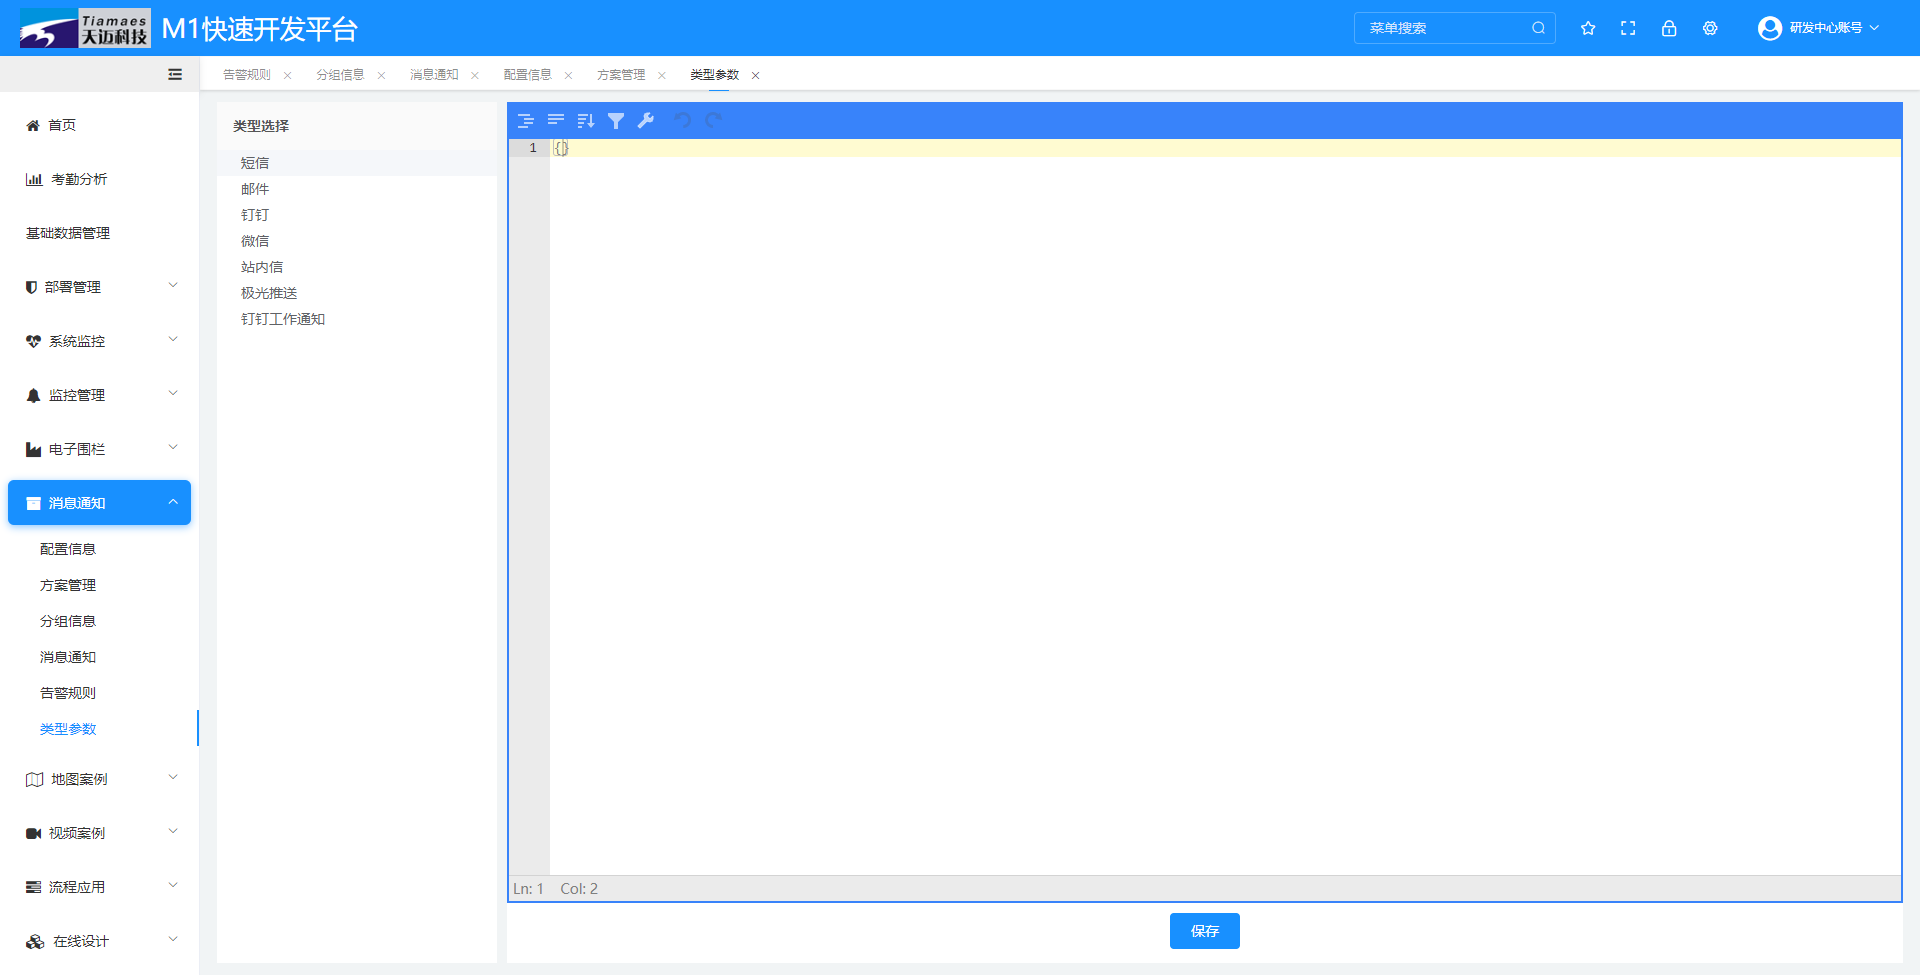 Tiamaes
天迈科技
M1快速开发平台
菜单搜索
研发中心账号
告警规则
分组信息
消息通知
配置信息
方案管理
类型参数
首页
考勤分析
基础数据管理
部署管理
系统监控
监控管理
电子围栏
消息通知
配置信息
方案管理
分组信息
消息通知
告警规则
类型参数
地图案例
视频案例
流程应用
在线设计
类型选择
短信
邮件
钉钉
微信
站内信
极光推送
钉钉工作通知
1 {}
Ln: 1 Col: 2
保存